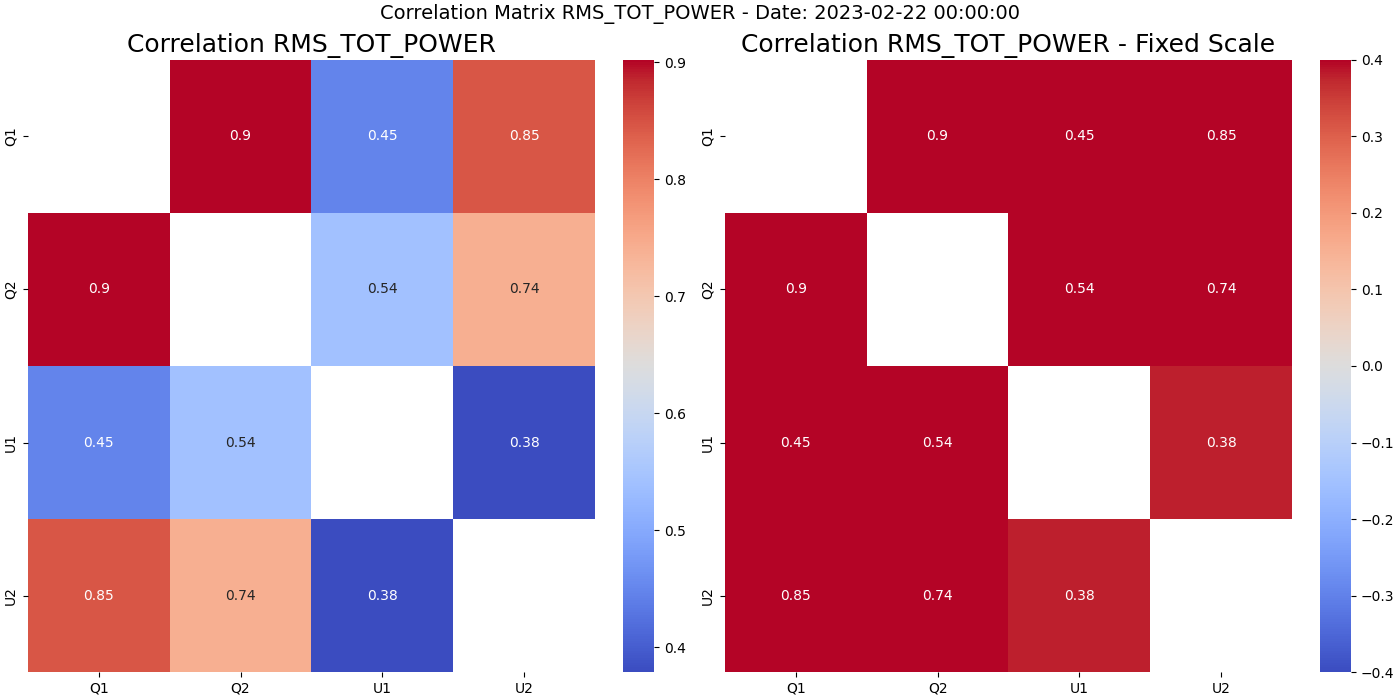 Correlation Matrix RMS_TOT_POWER - Date: 2023-02-22 00:00:00
Correlation RMS_TOT_POWER
Q1
0.9
0.45
0.85
Q2
0.9
0.54
0.74
U1
0.45
0.54
0.38
U2
0.85
0.74
0.38
Q1
Q2
U1
U2
0.9
0.8
0.7
0.6
0.5
0.4
Correlation RMS_TOT_POWER - Fixed Scale
Q1
0.9
0.45
0.85
Q2
0.9
0.54
0.74
U1
0.45
0.54
0.38
U2
0.85
0.74
0.38
Q1
Q2
U1
U2
0.4
0.3
0.2
0.1
0.0
−0.1
−0.2
−0.3
−0.4